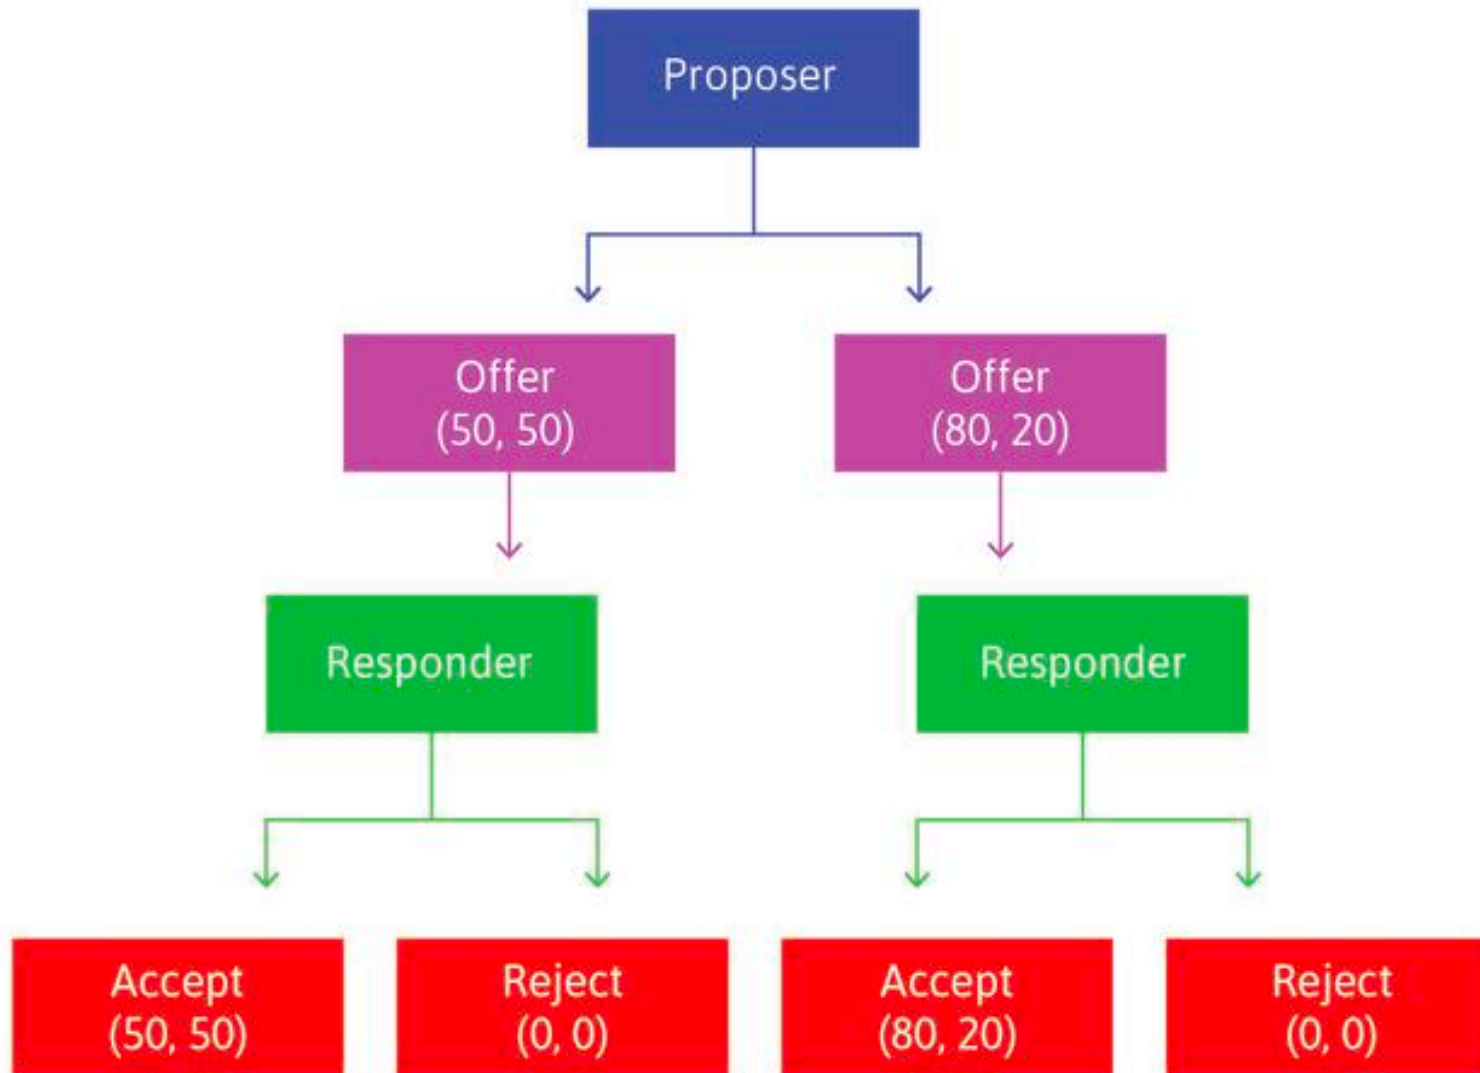 Proposer
Offer
(50, 50)
Offer
(80, 20)
Responder
Responder
Accept
(50, 50)
Reject
(0, 0)
Accept
(80, 20)
Reject
(0, 0)